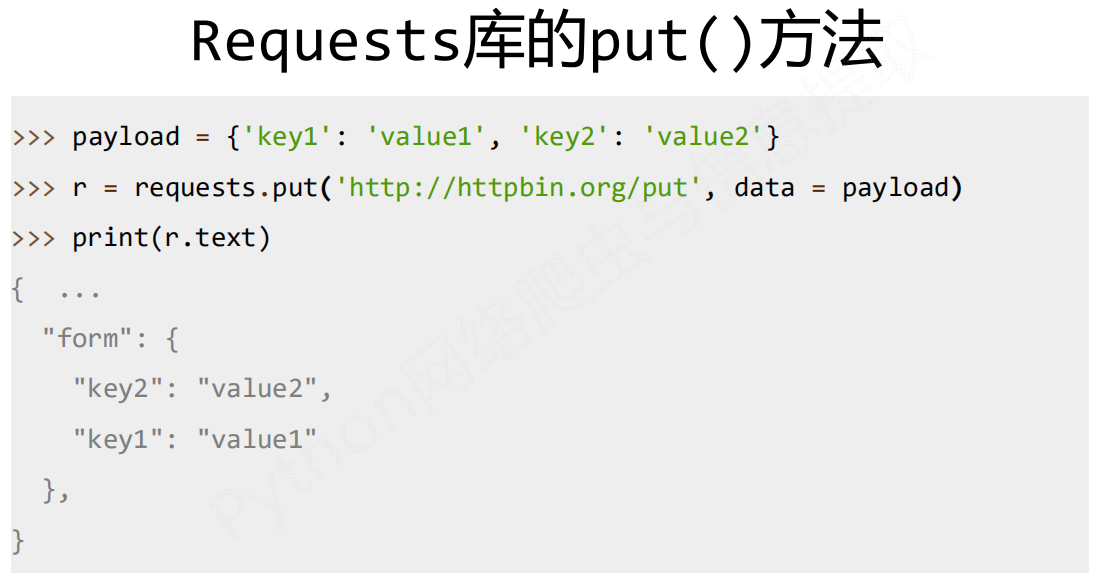 Requests库的put()方法
>>> payload = {'key1': 'value1', 'key2': 'value2'}
>>> r = requests.put('http://httpbin.org/put', data = payload)
>>> print(r.text)
{  ...
  "form": {
    "key2": "value2",
    "key1": "value1"
  },
}
Python网络爬虫与信息提取